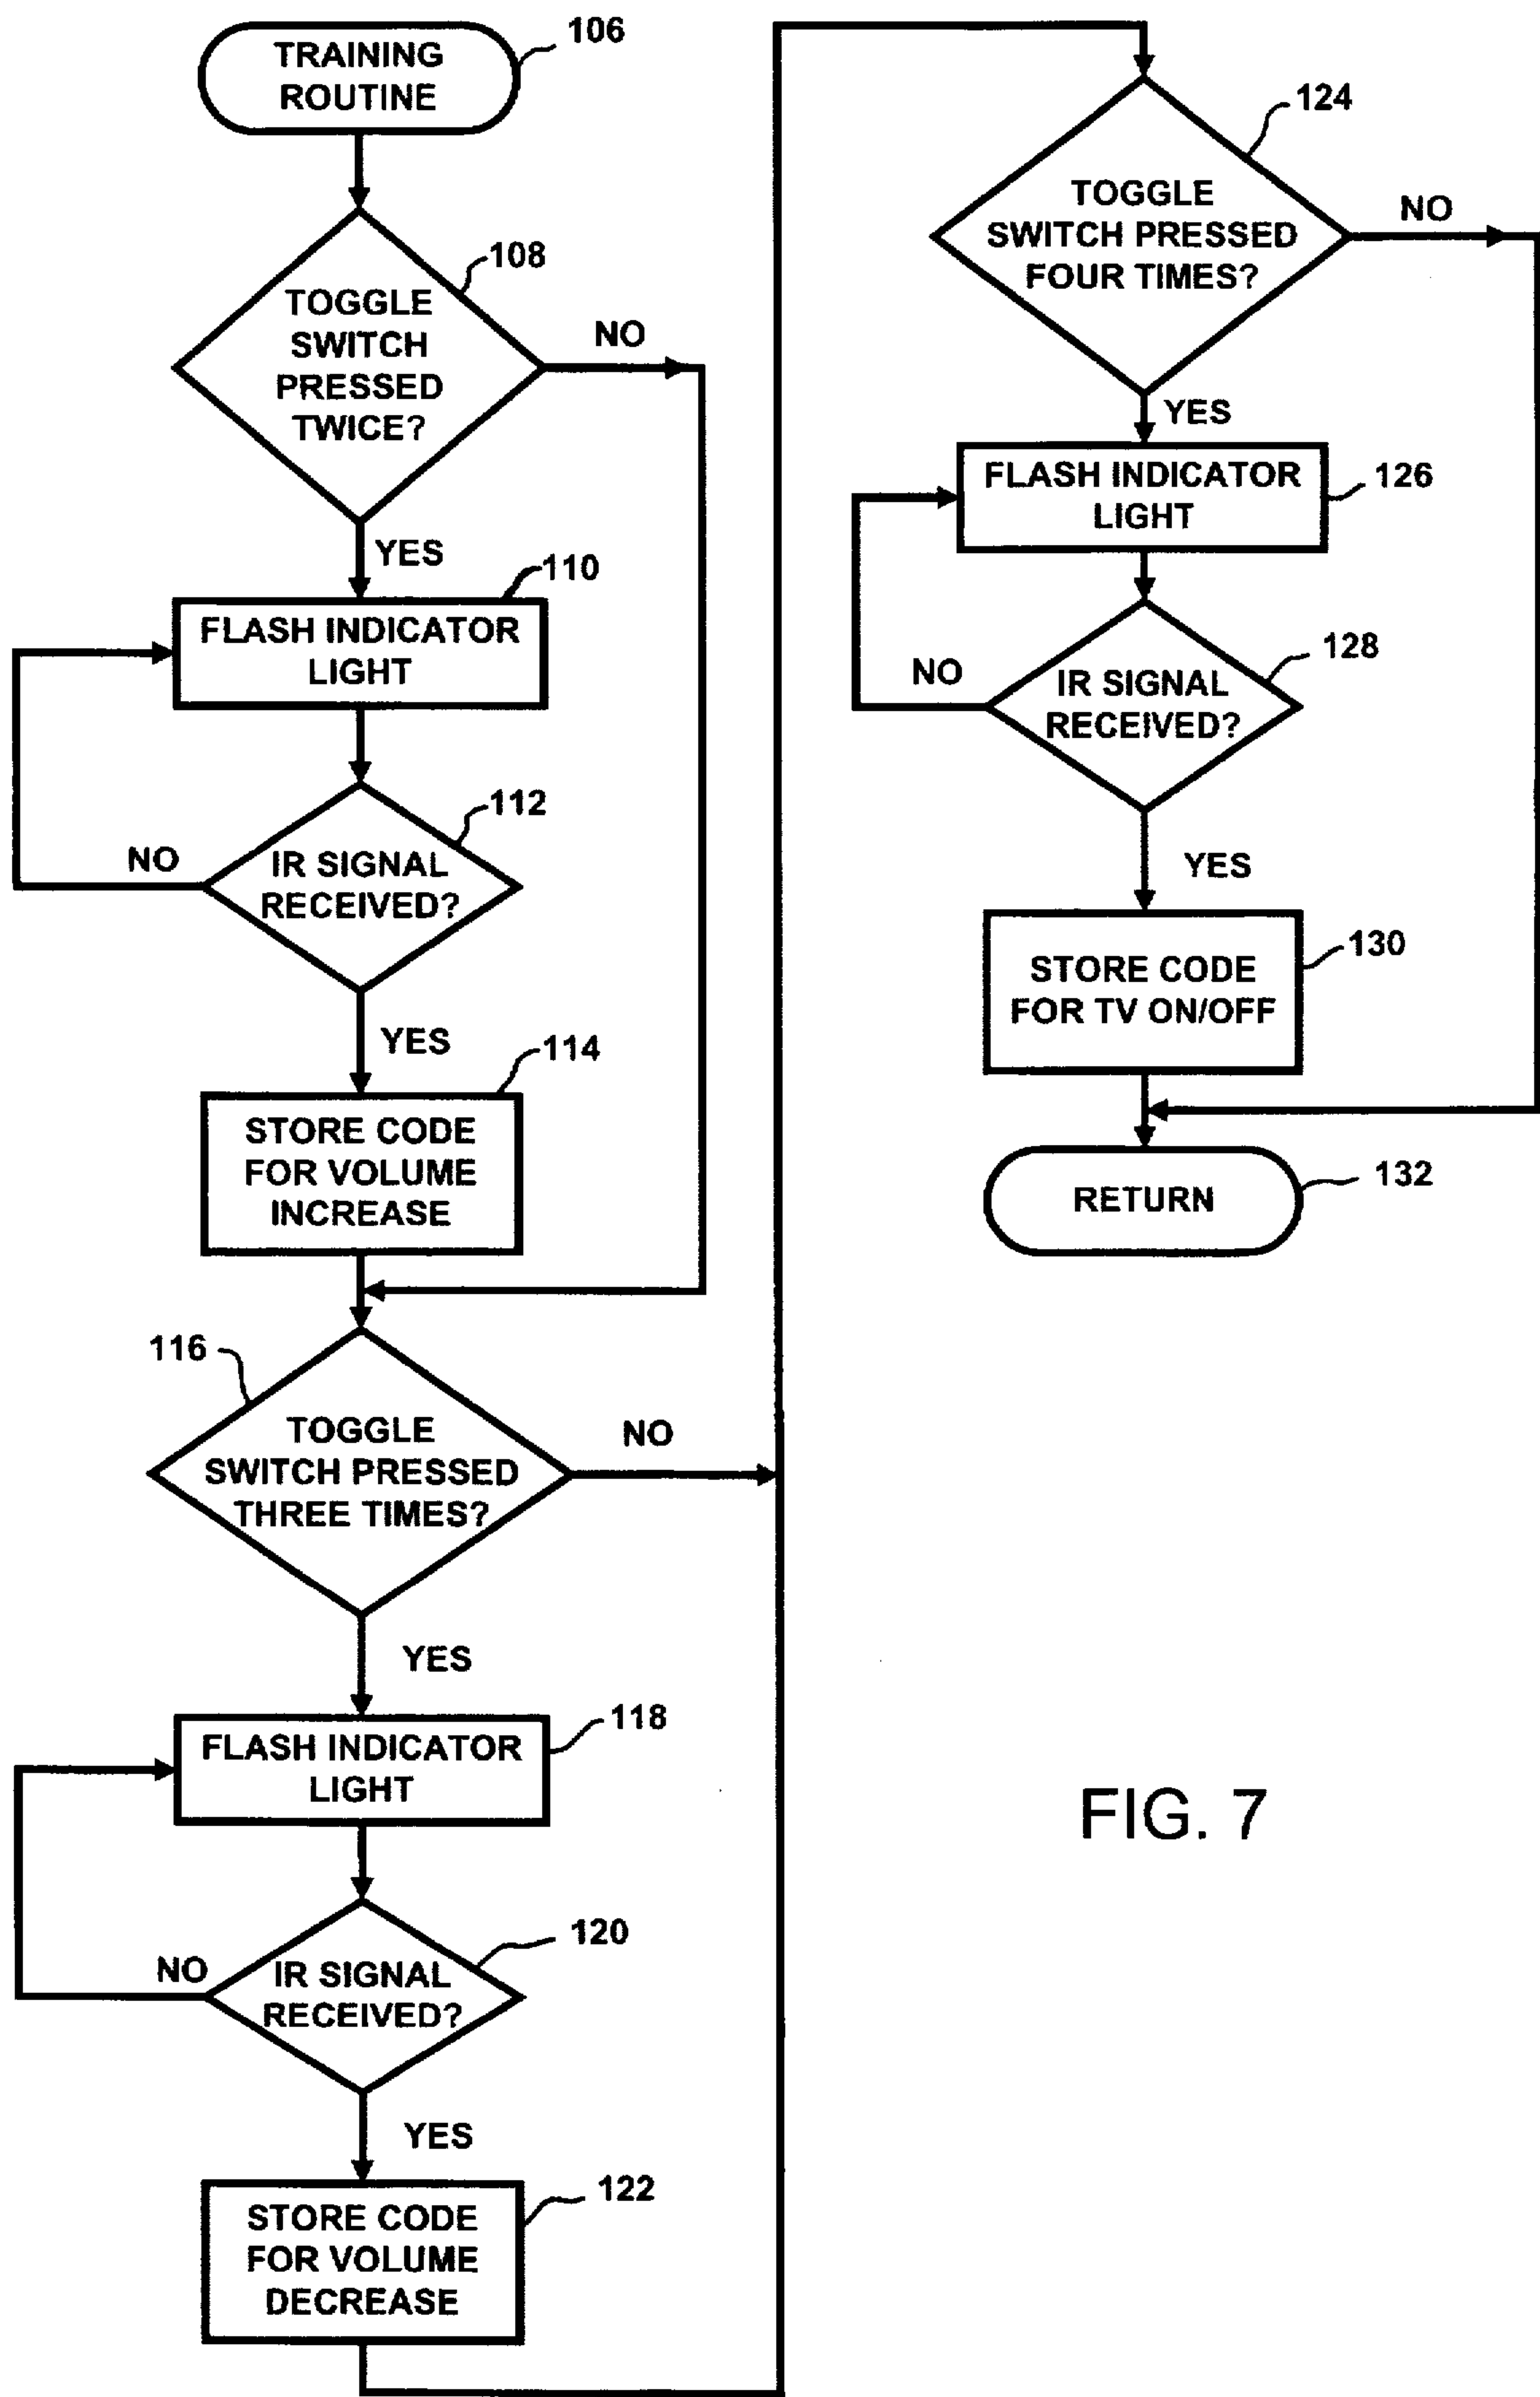 TRAINING
ROUTINE
106
108
TOGGLE
SWITCH
PRESSED
TWICE?
NO
YES
110
FLASH INDICATOR
LIGHT
112
IR SIGNAL
RECEIVED?
NO
YES
114
STORE CODE
FOR VOLUME
INCREASE
116
TOGGLE
SWITCH PRESSED
THREE TIMES?
NO
YES
118
FLASH INDICATOR
LIGHT
120
IR SIGNAL
RECEIVED?
NO
YES
122
STORE CODE
FOR VOLUME
DECREASE
124
TOGGLE
SWITCH PRESSED
FOUR TIMES?
NO
YES
FLASH INDICATOR
LIGHT
126
128
IR SIGNAL
RECEIVED?
NO
YES
130
STORE CODE
FOR TV ON/OFF
RETURN
132
FIG. 7